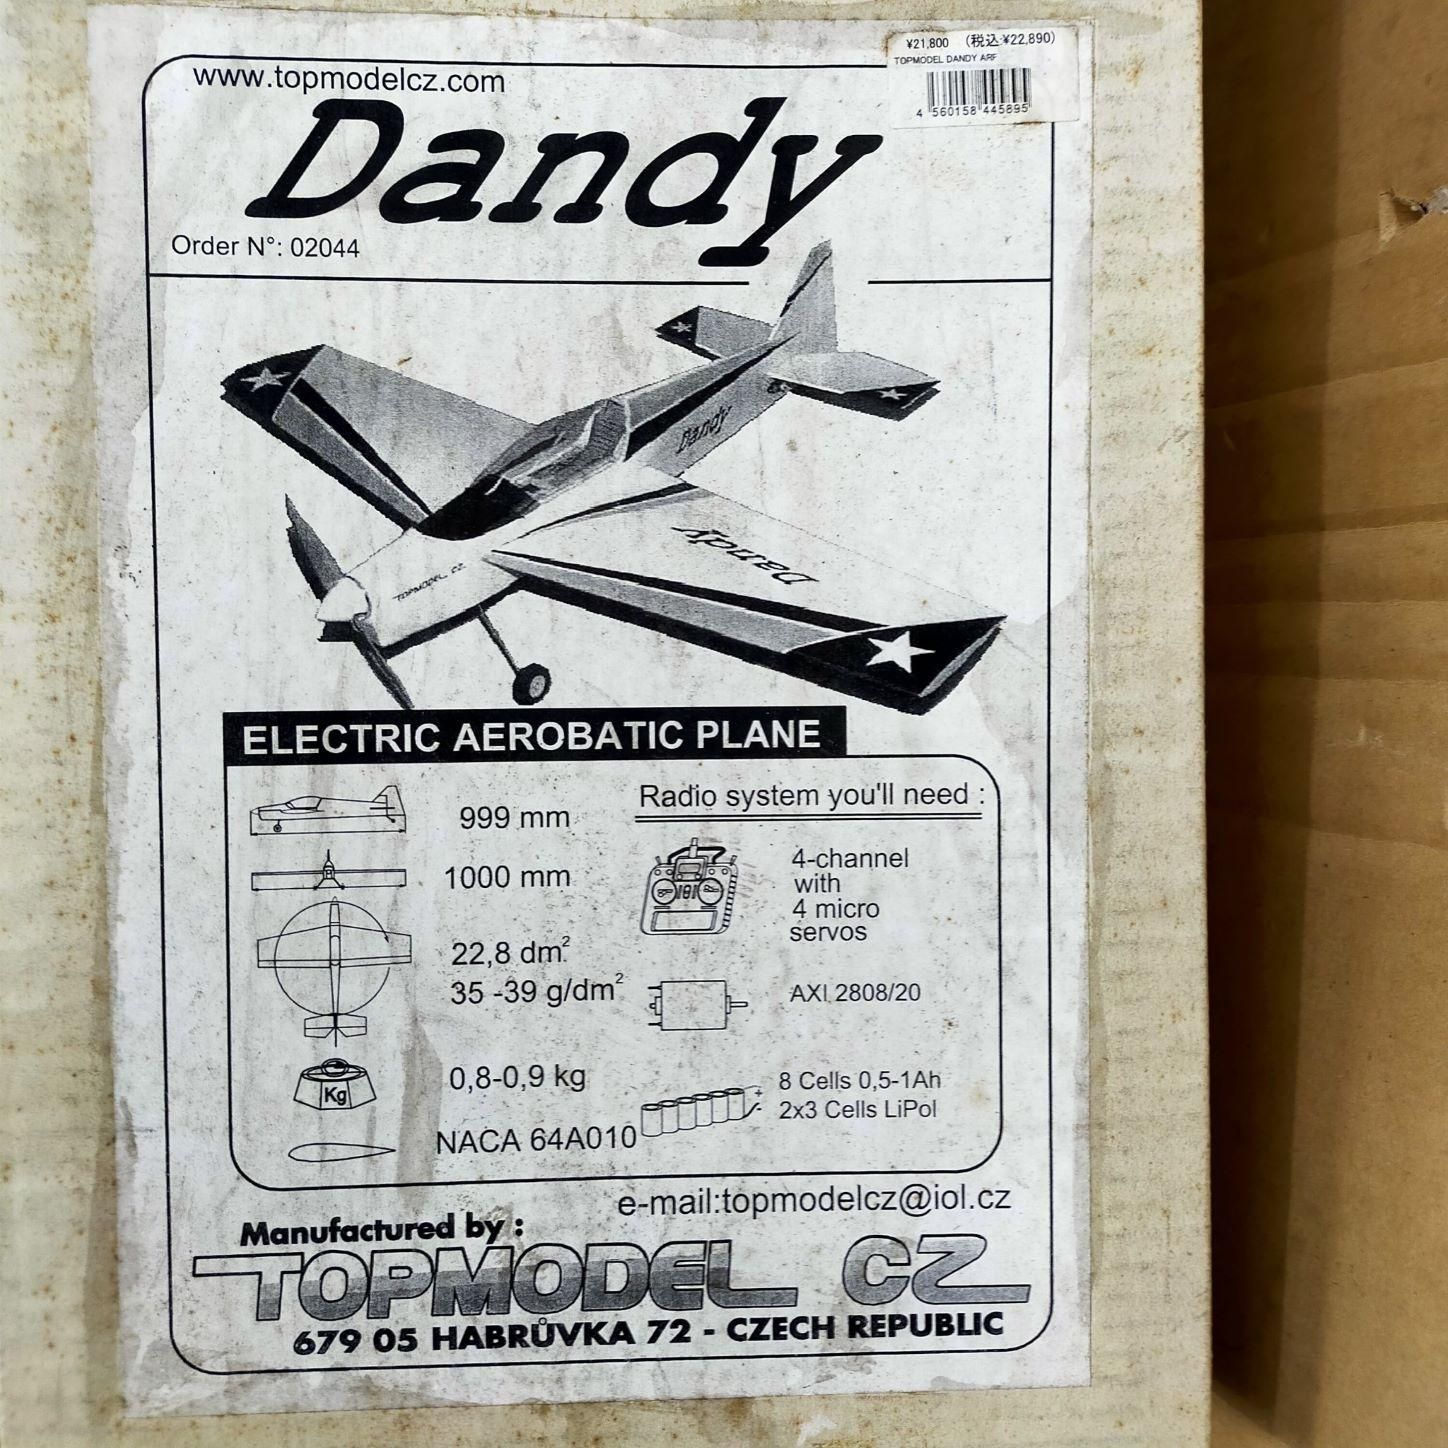 ¥21,800 (税込 ¥22,890)
TOPMODEL DANDY ARF
4 560158 445895
www.topmodelcz.com
Dandy
Order N°: 02044
Dandy
Dandy
TOPMODEL CZ
ELECTRIC AEROBATIC PLANE
999 mm
1000 mm
22,8 dm²
35 -39 g/dm²
Kg
0,8-0,9 kg
NACA 64A010
Radio system you'll need :
4-channel
with
4 micro
servos
AXI 2808/20
8 Cells 0,5-1Ah
2x3 Cells LiPol
e-mail:topmodelcz@iol.cz
Manufactured by :
TOPMODEL CZ
679 05 HABRŮVKA 72 - CZECH REPUBLIC